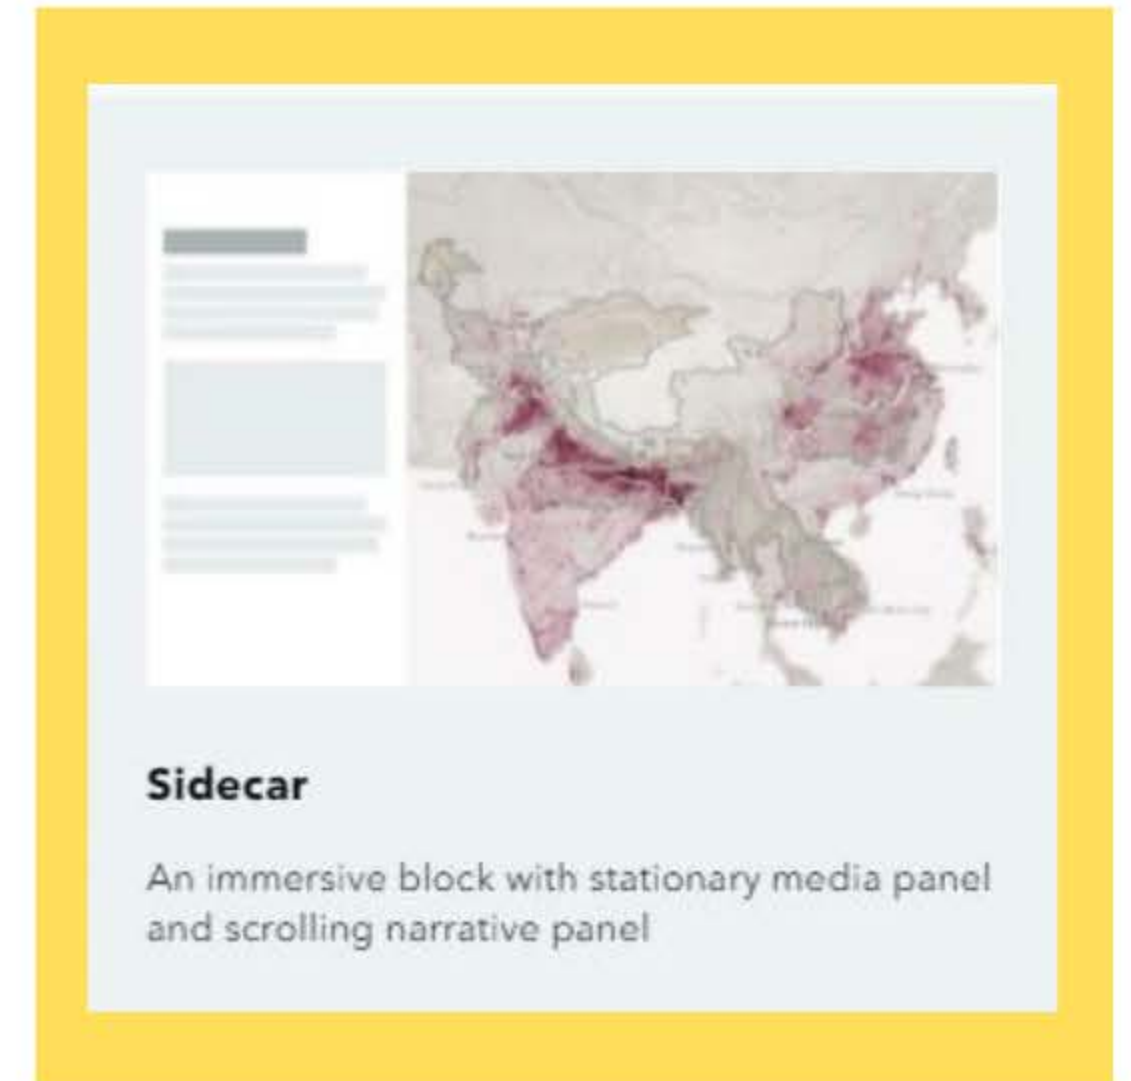 Sidecar
An immersive block with stationary media panel
and scrolling narrative panel